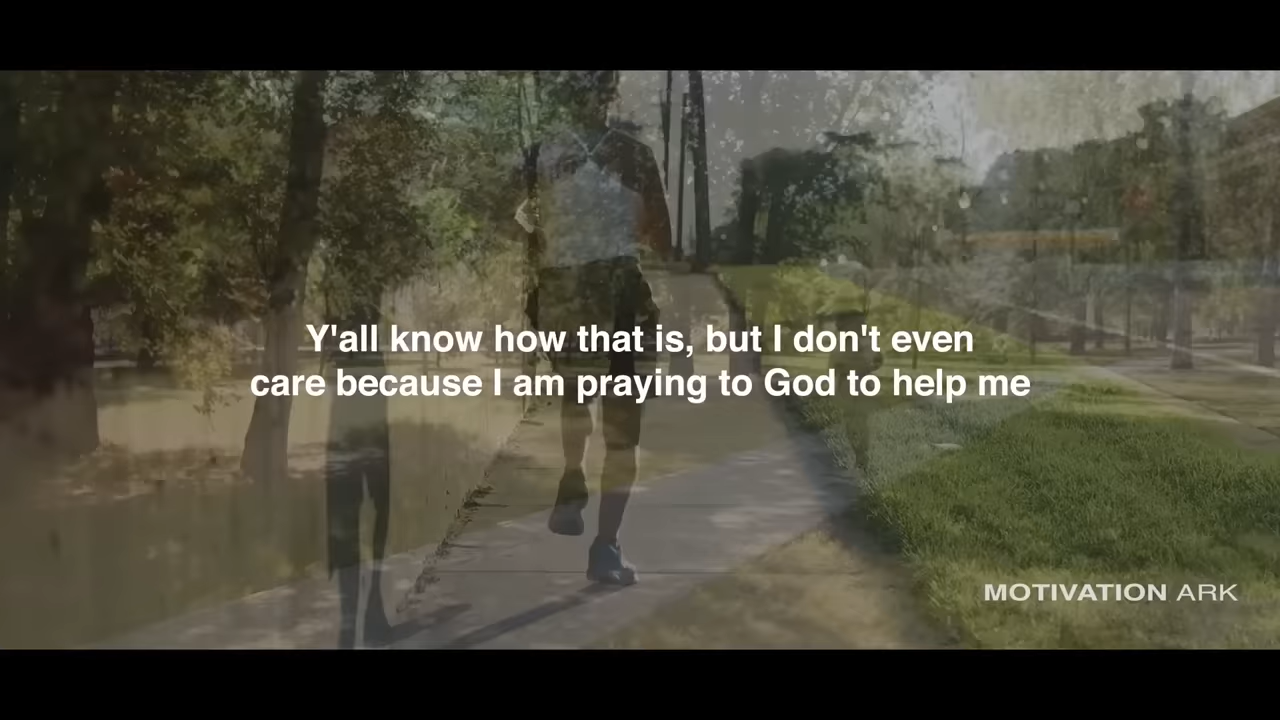 Y'all know how that is, but I don't even
care because I am praying to God to help me
MOTIVATION ARK